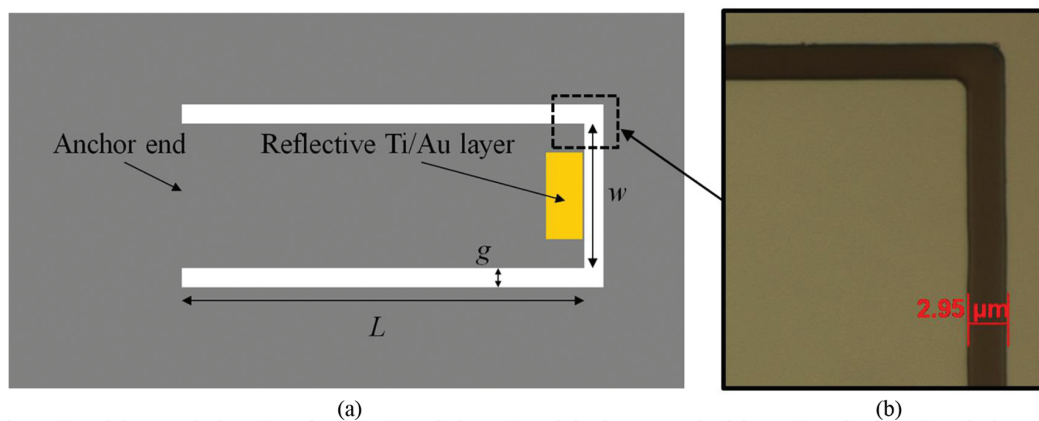 Anchor end
Reflective Ti/Au layer
w
g
L
2.95 µm
(a)
(b)